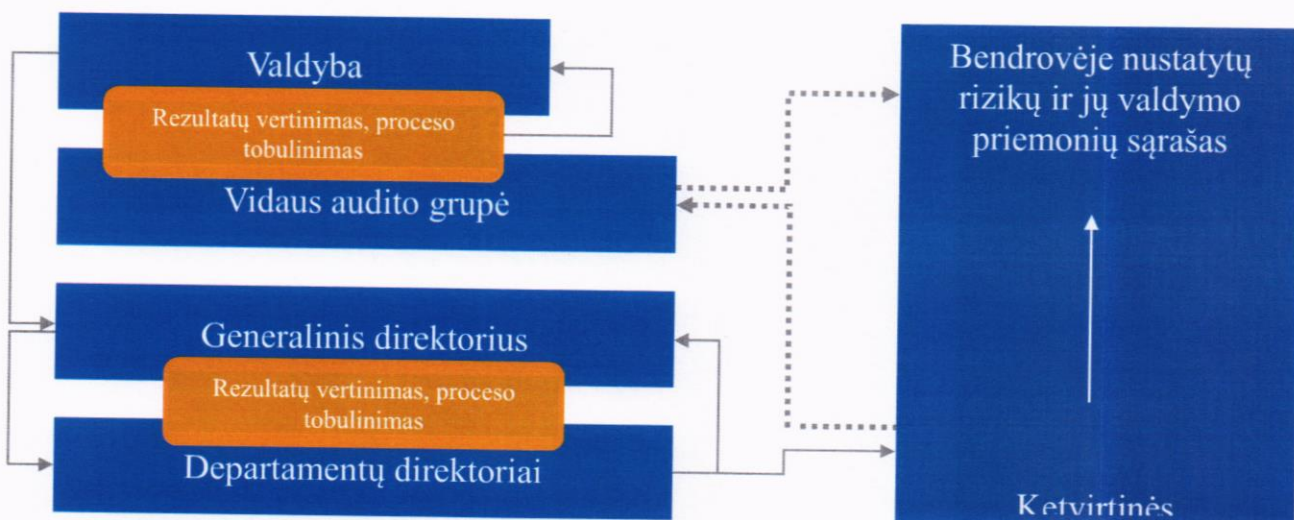 Valdyba
Rezultatų vertinimas, proceso
tobulinimas
Vidaus audito grupė
Generalinis direktorius
Rezultatų vertinimas, proceso
tobulinimas
Departamentų direktoriai
Bendrovėje nustatytų
rizikų ir jų valdymo
priemonių sąrašas
Ketvirtinės